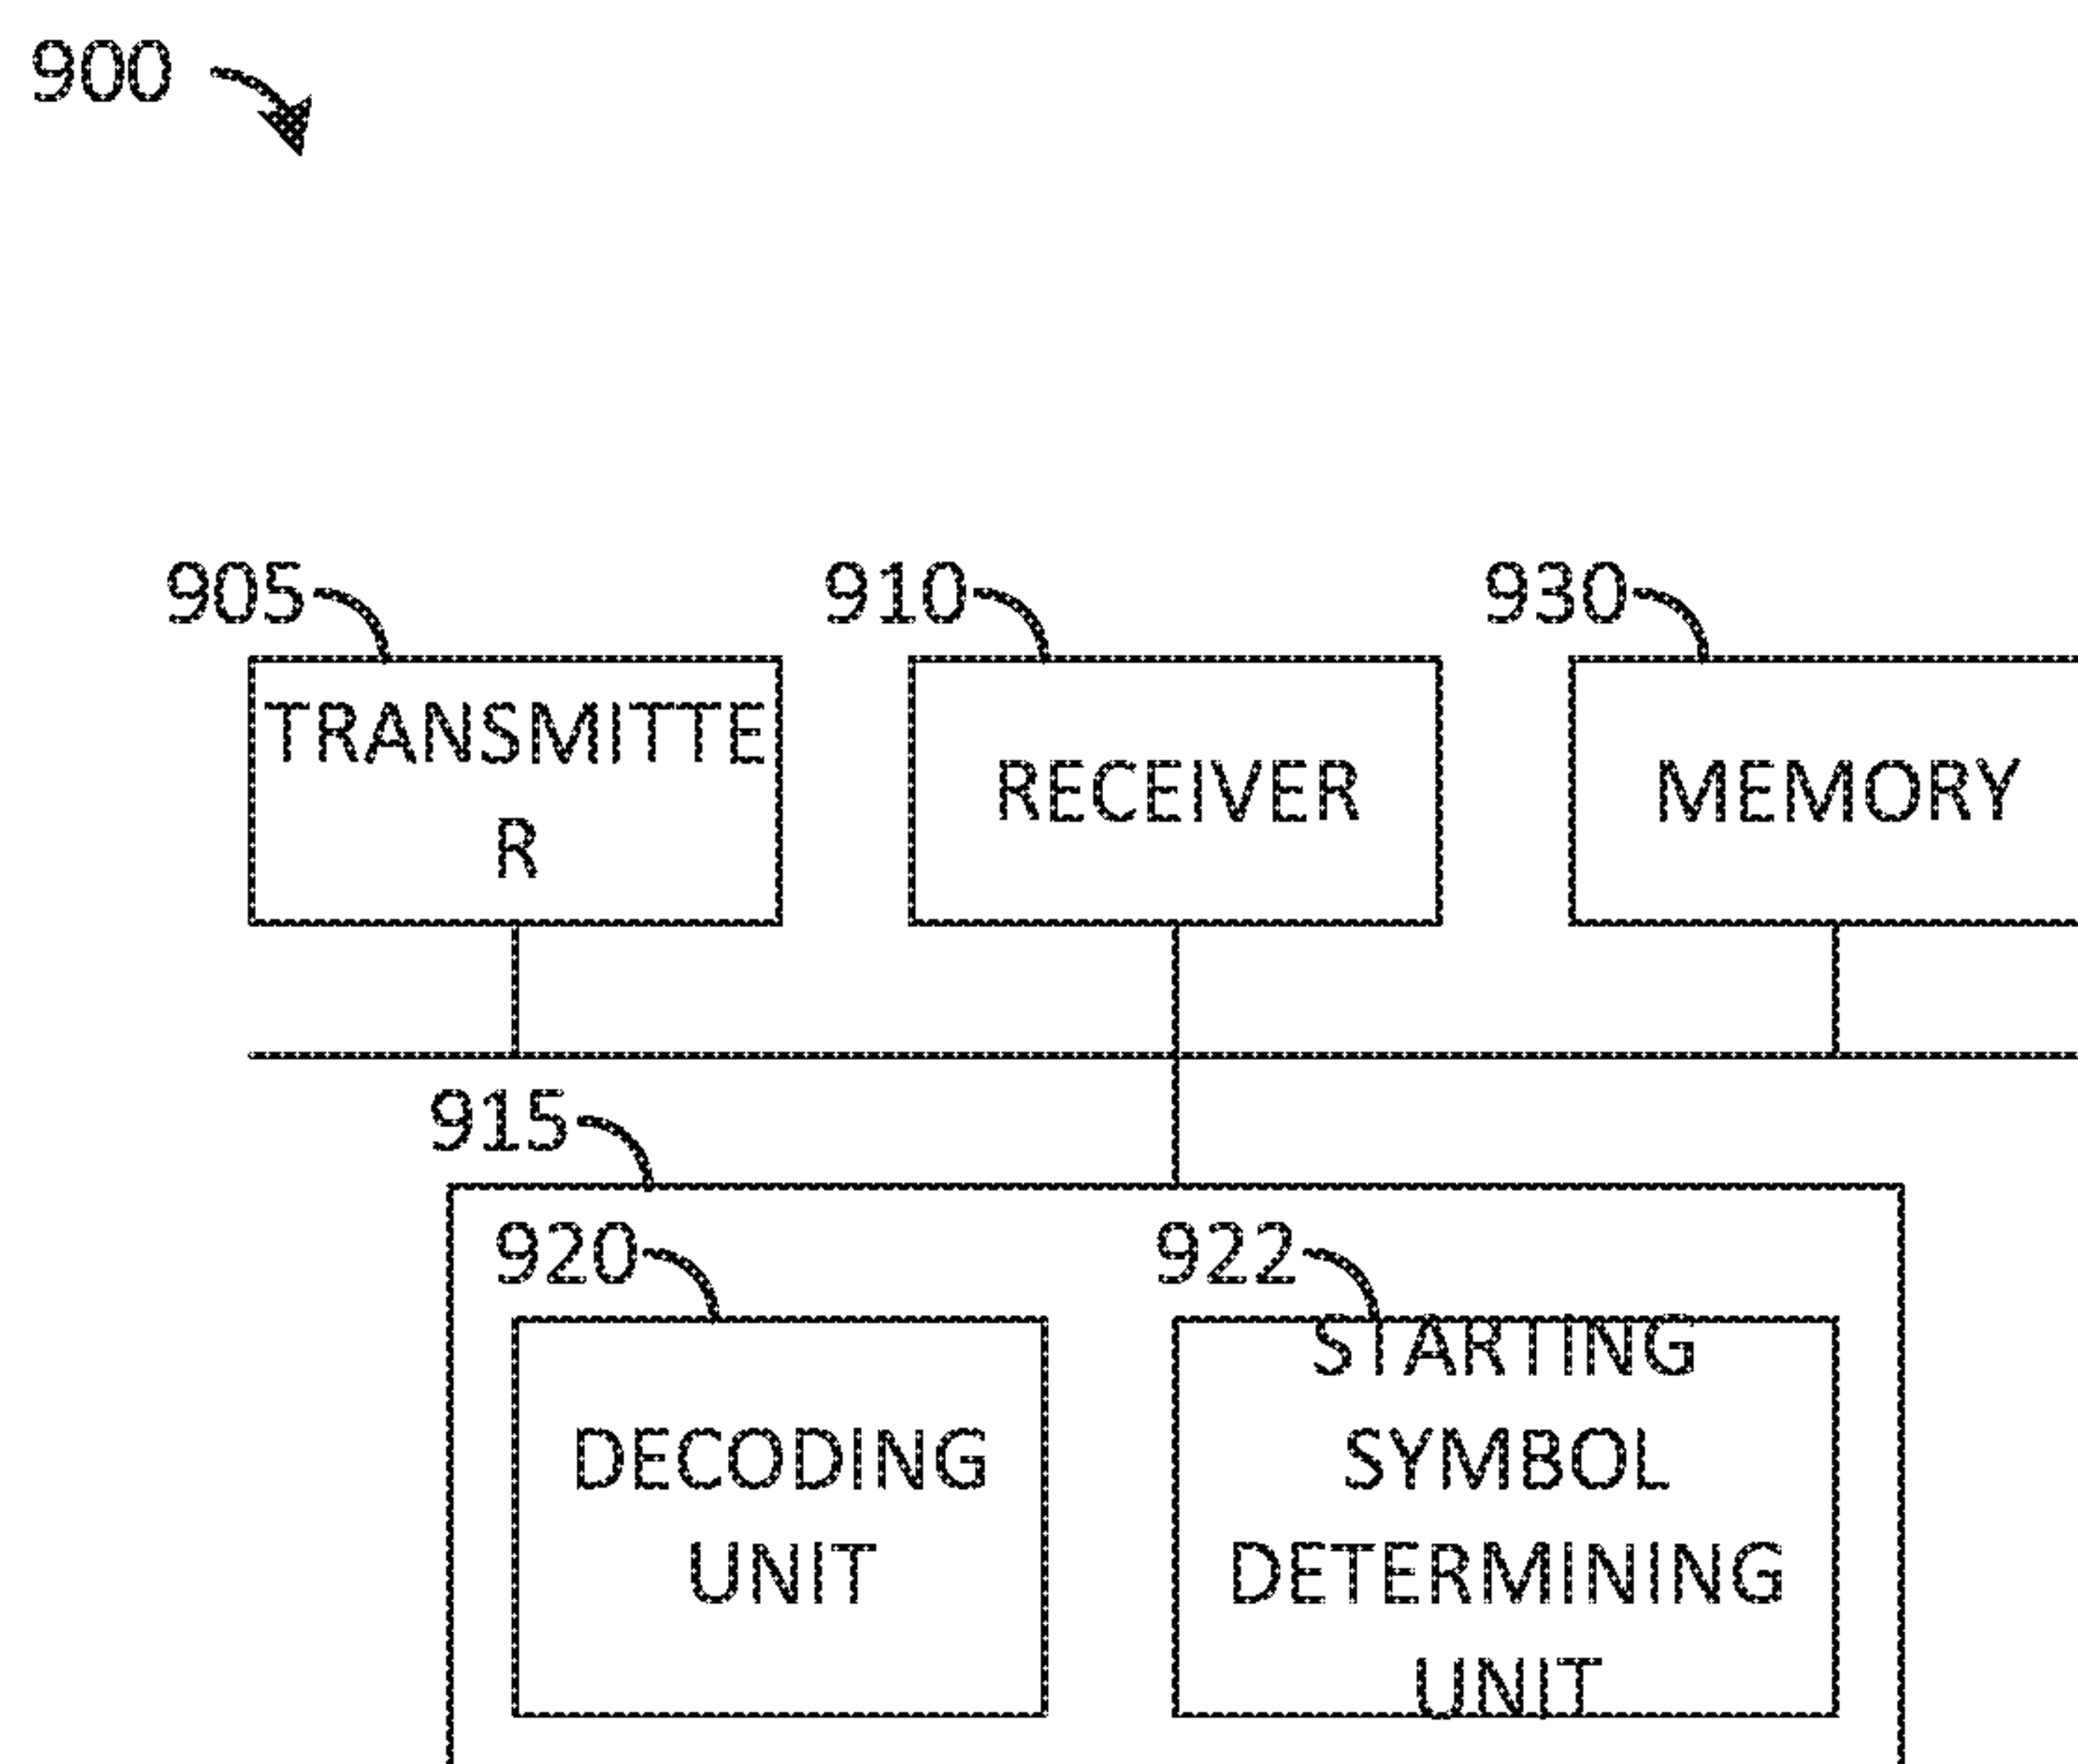 900
905
910
930
TRANSMITTE
R
RECEIVER
MEMORY
915
920
922
DECODING
UNIT
STARTING
SYMBOL
DETERMINING
UNIT